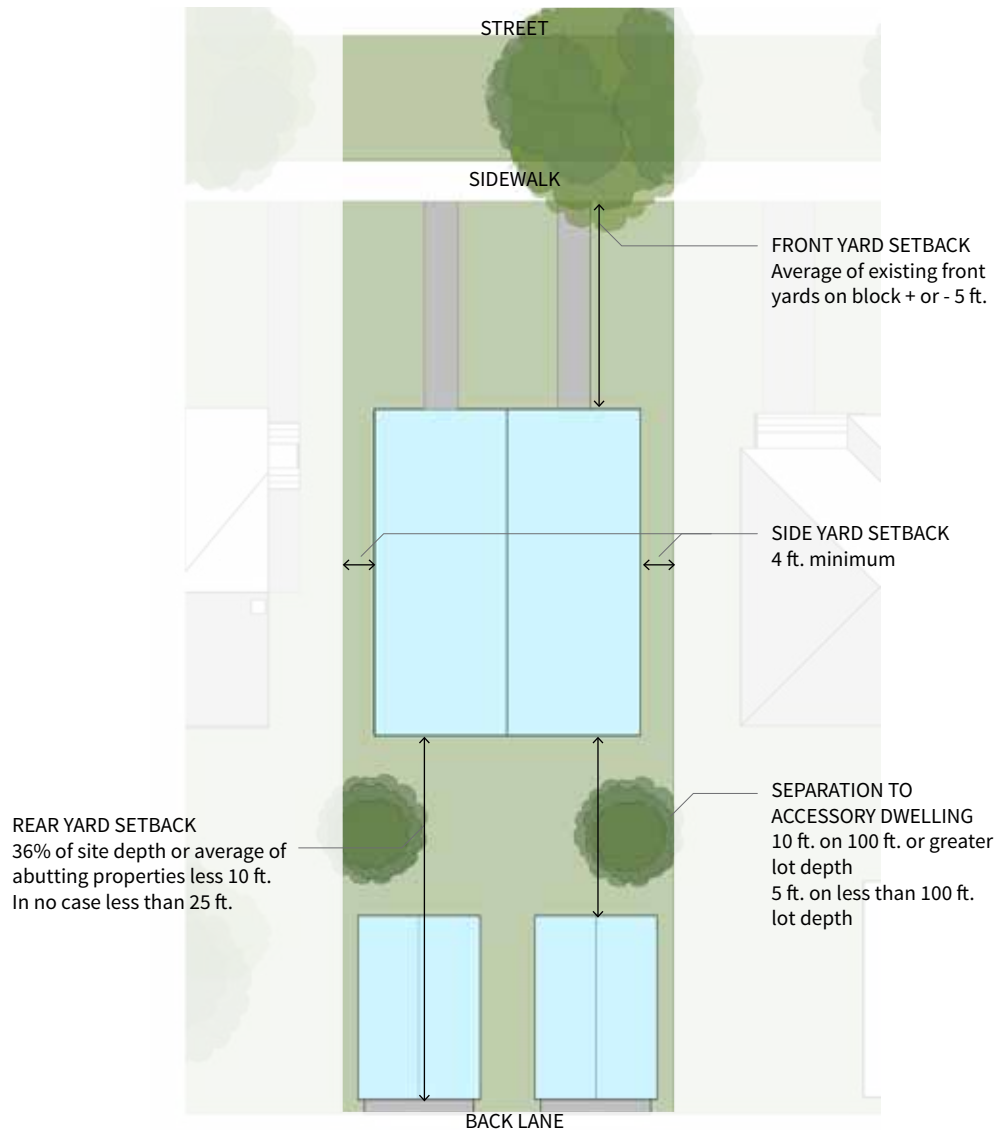 STREET
SIDEWALK
FRONT YARD SETBACK
Average of existing front
yards on block + or - 5 ft.
SIDE YARD SETBACK
4 ft. minimum
SEPARATION TO
ACCESSORY DWELLING
10 ft. on 100 ft. or greater
lot depth
5 ft. on less than 100 ft.
lot depth
REAR YARD SETBACK
36% of site depth or average of
abutting properties less 10 ft.
In no case less than 25 ft.
BACK LANE